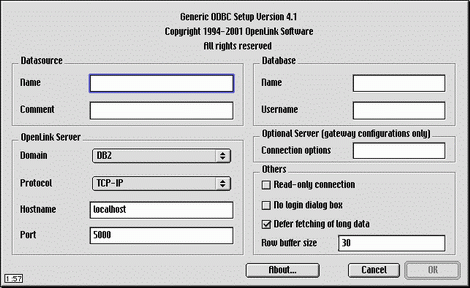 Generic ODBC Setup Version 4.1
Copyright 1994-2001 OpenLink Software
All rights reserved
Datasource
Name
Comment
Database
Name
Username
OpenLink Server
Domain DB2
Protocol TCP-IP
Hostname localhost
Port 5000
Optional Server (gateway configurations only)
Connection options
Others
Read-only connection
No login dialog box
Defer fetching of long data
Row buffer size 30
1:57
About...
Cancel
OK